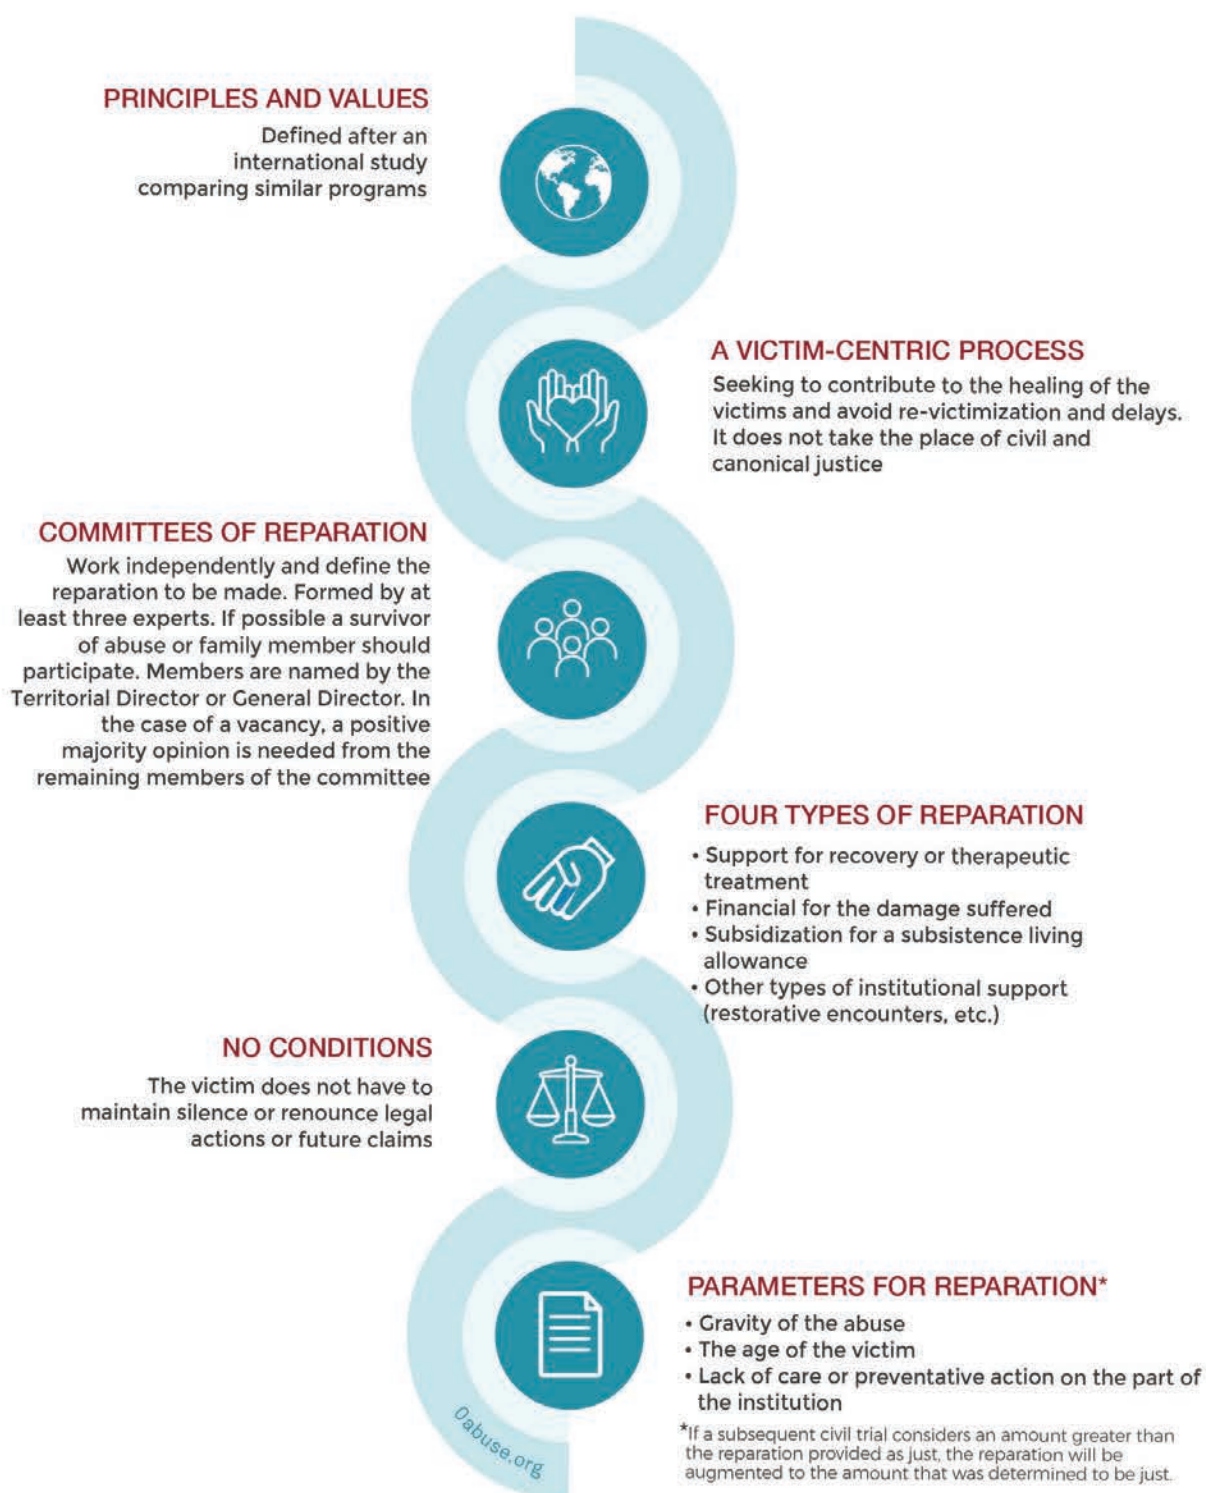 PRINCIPLES AND VALUES
Defined after an
international study
comparing similar programs
A VICTIM-CENTRIC PROCESS
Seeking to contribute to the healing of the
victims and avoid re-victimization and delays.
It does not take the place of civil and
canonical justice
COMMITTEES OF REPARATION
Work independently and define the
reparation to be made. Formed by at
least three experts. If possible a survivor
of abuse or family member should
participate. Members are named by the
Territorial Director or General Director. In
the case of a vacancy, a positive
majority opinion is needed from the
remaining members of the committee
FOUR TYPES OF REPARATION
• Support for recovery or therapeutic
treatment
• Financial for the damage suffered
• Subsidization for a subsistence living
allowance
• Other types of institutional support
(restorative encounters, etc.)
NO CONDITIONS
The victim does not have to
maintain silence or renounce legal
actions or future claims
PARAMETERS FOR REPARATION*
• Gravity of the abuse
• The age of the victim
• Lack of care or preventative action on the part of
the institution
*If a subsequent civil trial considers an amount greater than
the reparation provided as just, the reparation will be
augmented to the amount that was determined to be just.
0abuse.org